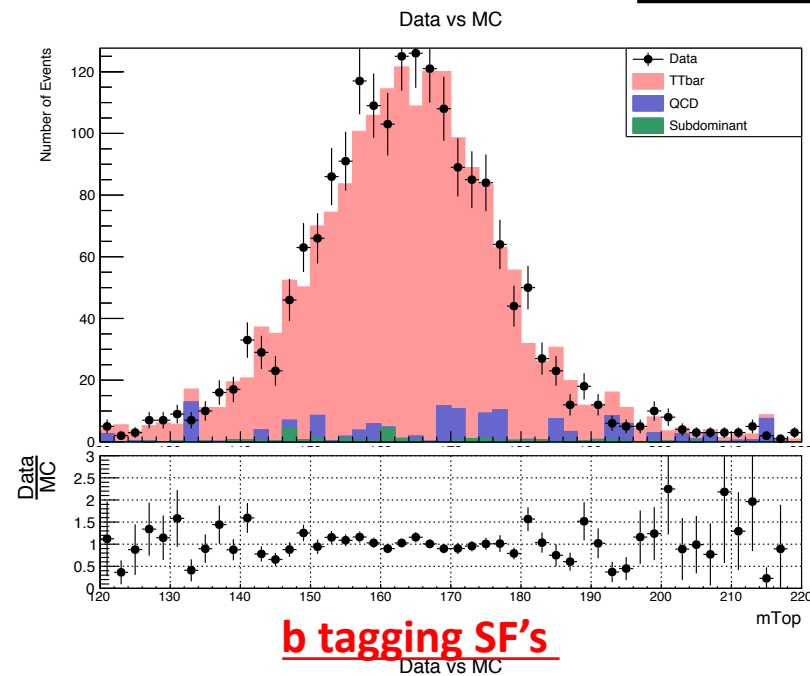 Data vs MC
Number of Events
120
100
80
60
40
20
0
Data
TTbar
QCD
Subdominant
Data
MC
3
2.5
2
1.5
1
0.5
0
120 130 140 150 160 170 180 190 200 210 220
mTop
b tagging SF's
Data vs MC